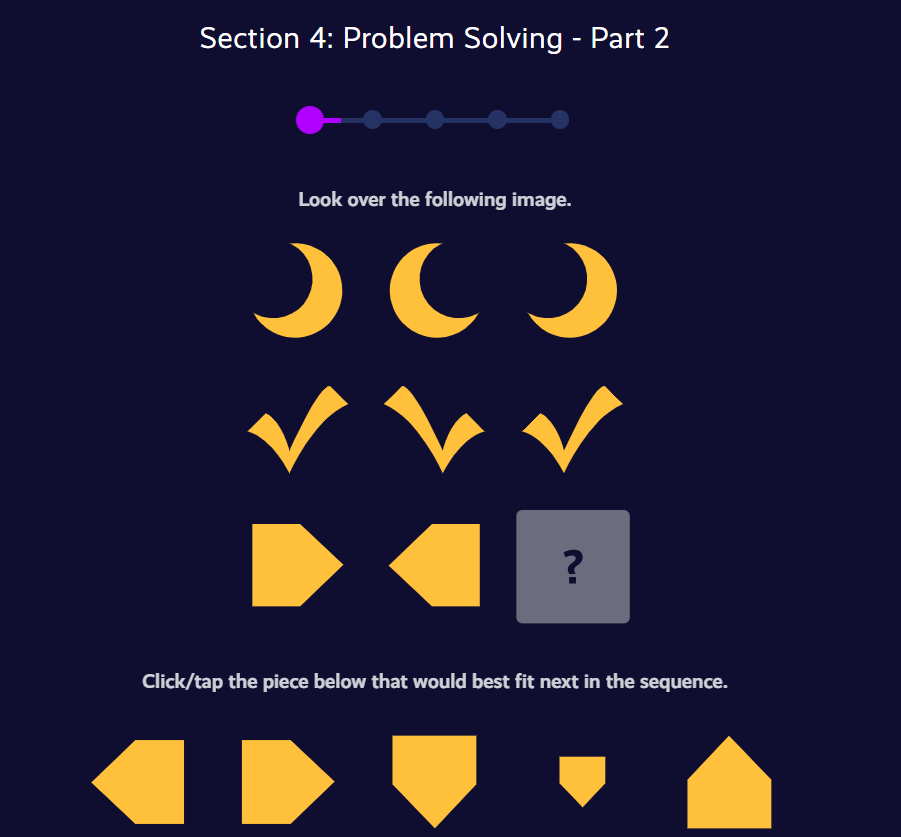 Section 4: Problem Solving - Part 2
Look over the following image.
?
Click/tap the piece below that would best fit next in the sequence.